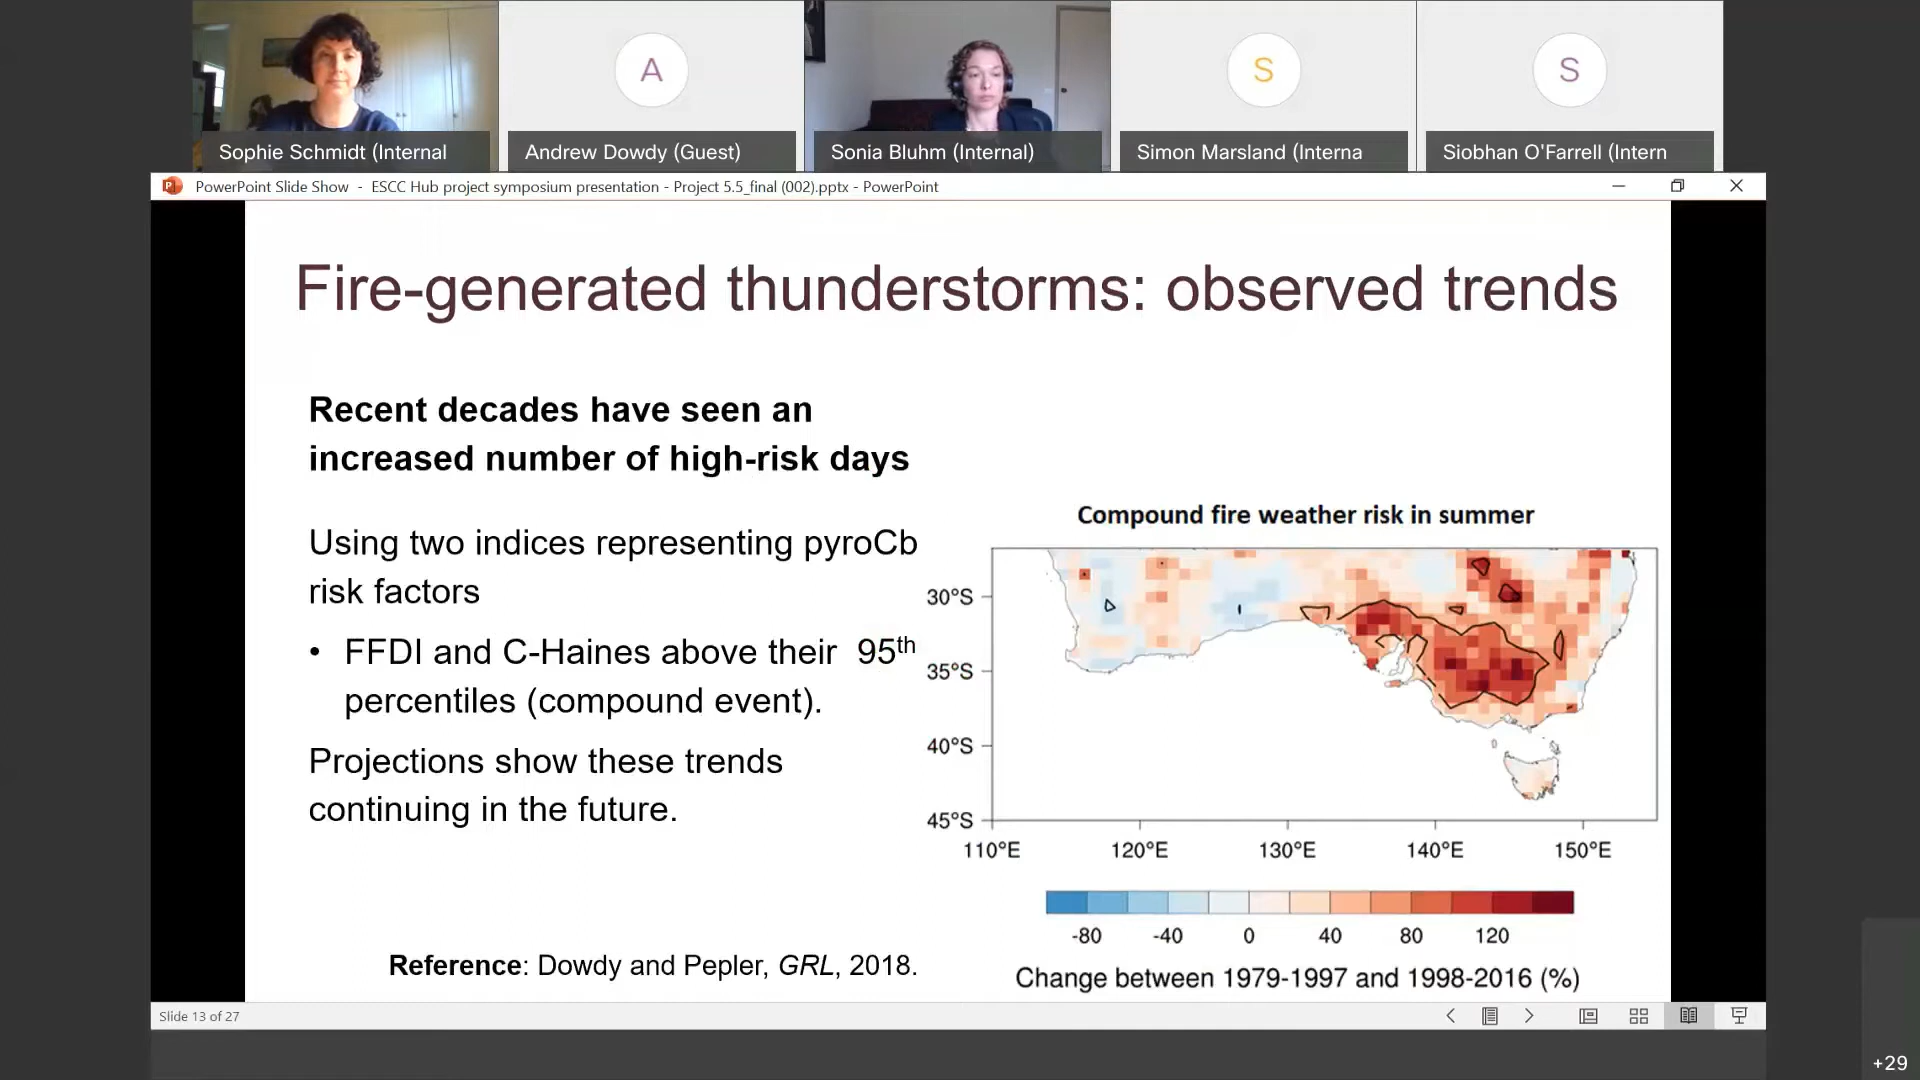 A
S
S
Sophie Schmidt (Internal
Andrew Dowdy (Guest)
Sonia Bluhm (Internal)
Simon Marsland (Interna
Siobhan O'Farrell (Intern
PowerPoint Slide Show - ESCC Hub project symposium presentation - Project 5.5_final (002).pptx - PowerPoint
Fire-generated thunderstorms: observed trends
Recent decades have seen an
increased number of high-risk days
Using two indices representing pyroCb
risk factors
• FFDI and C-Haines above their 95th
percentiles (compound event).
Projections show these trends
continuing in the future.
Reference: Dowdy and Pepler, GRL, 2018.
Compound fire weather risk in summer
30°S
35°S
40°S
45°S
110°E 120°E 130°E 140°E 150°E
-80 -40 0 40 80 120
Change between 1979-1997 and 1998-2016 (%)
Slide 13 of 27
+29